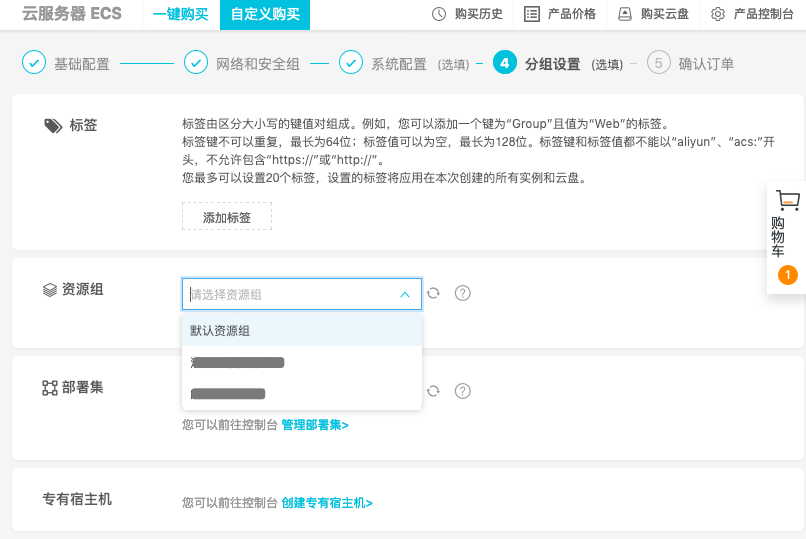 云服务器 ECS 一键购买 自定义购买 购买历史 产品价格 购买云盘 产品控制台
基础配置 网络和安全组 系统配置 (选填) 4 分组设置 (选填) 5 确认订单
标签
标签由区分大小写的键值对组成。例如，您可以添加一个键为“Group”且值为“Web”的标签。
标签键不可以重复，最长为64位；标签值可以为空，最长为128位。标签键和标签值都不能以“aliyun”、“acs:”开
头，不允许包含“https://”或“http://”。
您最多可以设置20个标签，设置的标签将应用在本次创建的所有实例和云盘。
添加标签
购物车
1
资源组 请选择资源组 ?
默认资源组
部署集 ?
您可以前往控制台 管理部署集>
专有宿主机 您可以前往控制台 创建专有宿主机>